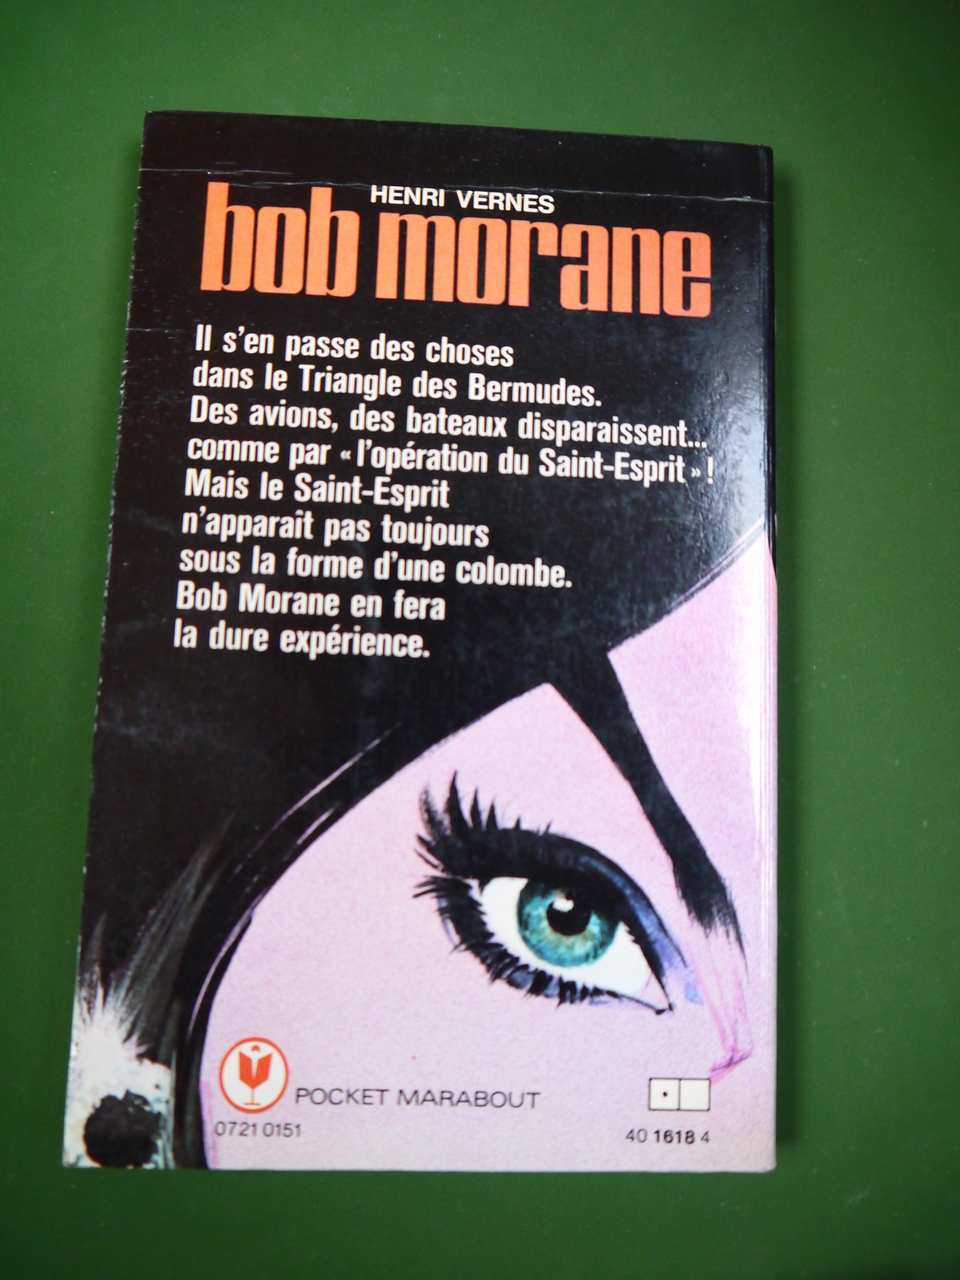 HENRI VERNES
bob morane
Il s'en passe des choses
dans le Triangle des Bermudes.
Des avions, des bateaux disparaissent...
comme par « l'opération du Saint-Esprit » !
Mais le Saint-Esprit
n'apparaît pas toujours
sous la forme d'une colombe.
Bob Morane en fera
la dure expérience.
POCKET MARABOUT
0721 0151
40 1618 4